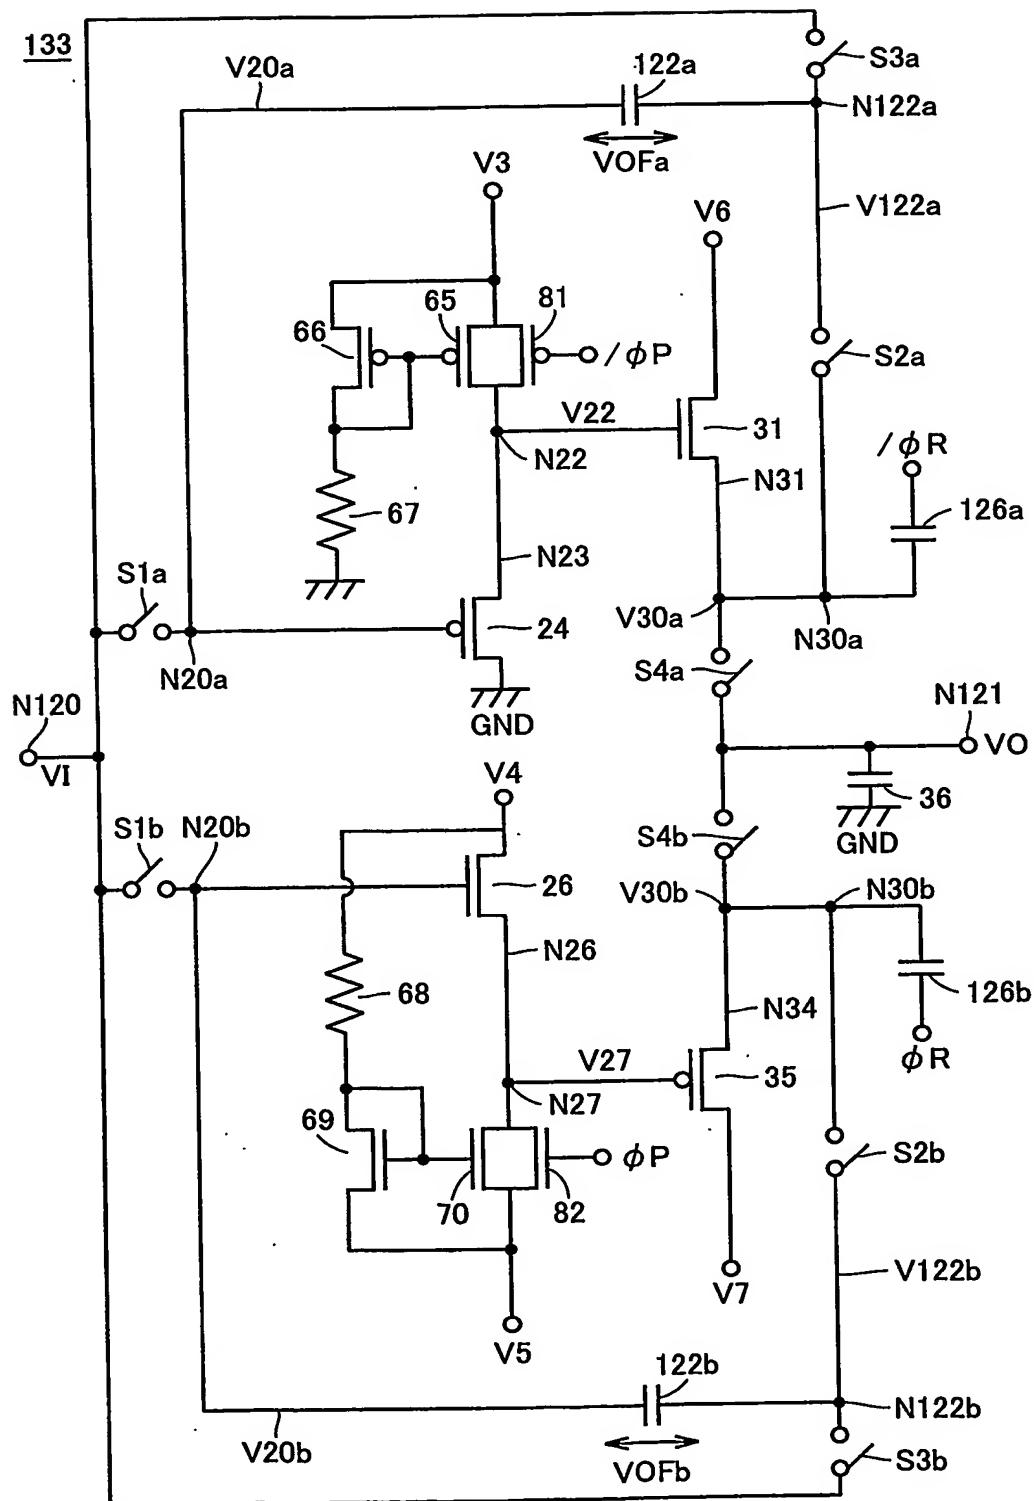 133
S3a
V20a
122a
N122a
VOFa
V3
V122a
V6
65
81
66
/φP
S2a
V22
31
/φR
N22
N31
126a
67
S1a
N23
V30a
N30a
24
N20a
S4a
GND
N120
N121
VI
VO
V4
36
S1b
N20b
S4b
GND
26
V30b
N30b
N26
68
126b
N34
V27
35
φR
N27
69
φP
S2b
70
82
V7
V122b
V5
122b
N122b
V20b
VOFb
S3b